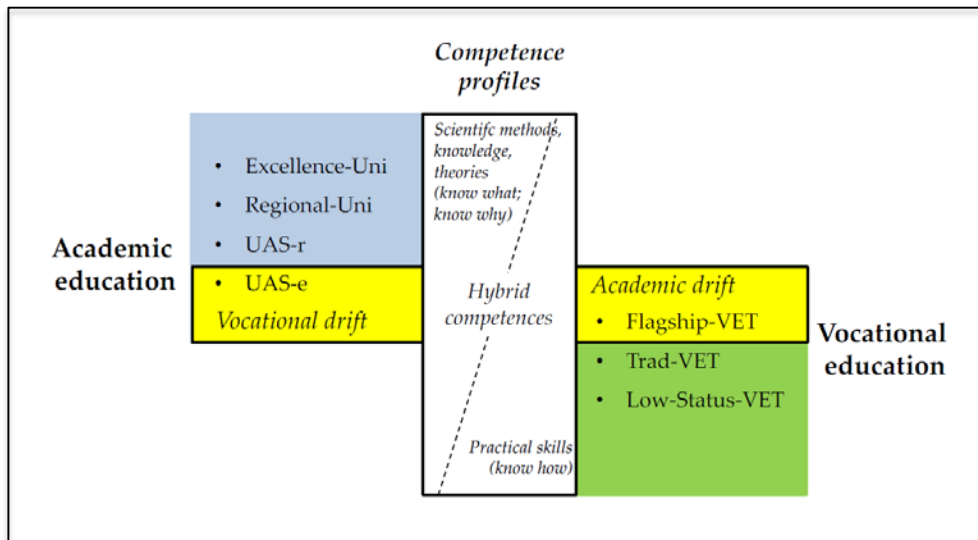 Competence
profiles
Scientifc methods,
knowledge,
theories
(know what;
know why)
• Excellence-Uni
• Regional-Uni
• UAS-r
Academic
education
• UAS-e
Vocational drift
Hybrid
competences
Academic drift
• Flagship-VET
Vocational
education
• Trad-VET
• Low-Status-VET
Practical skills
(know how)